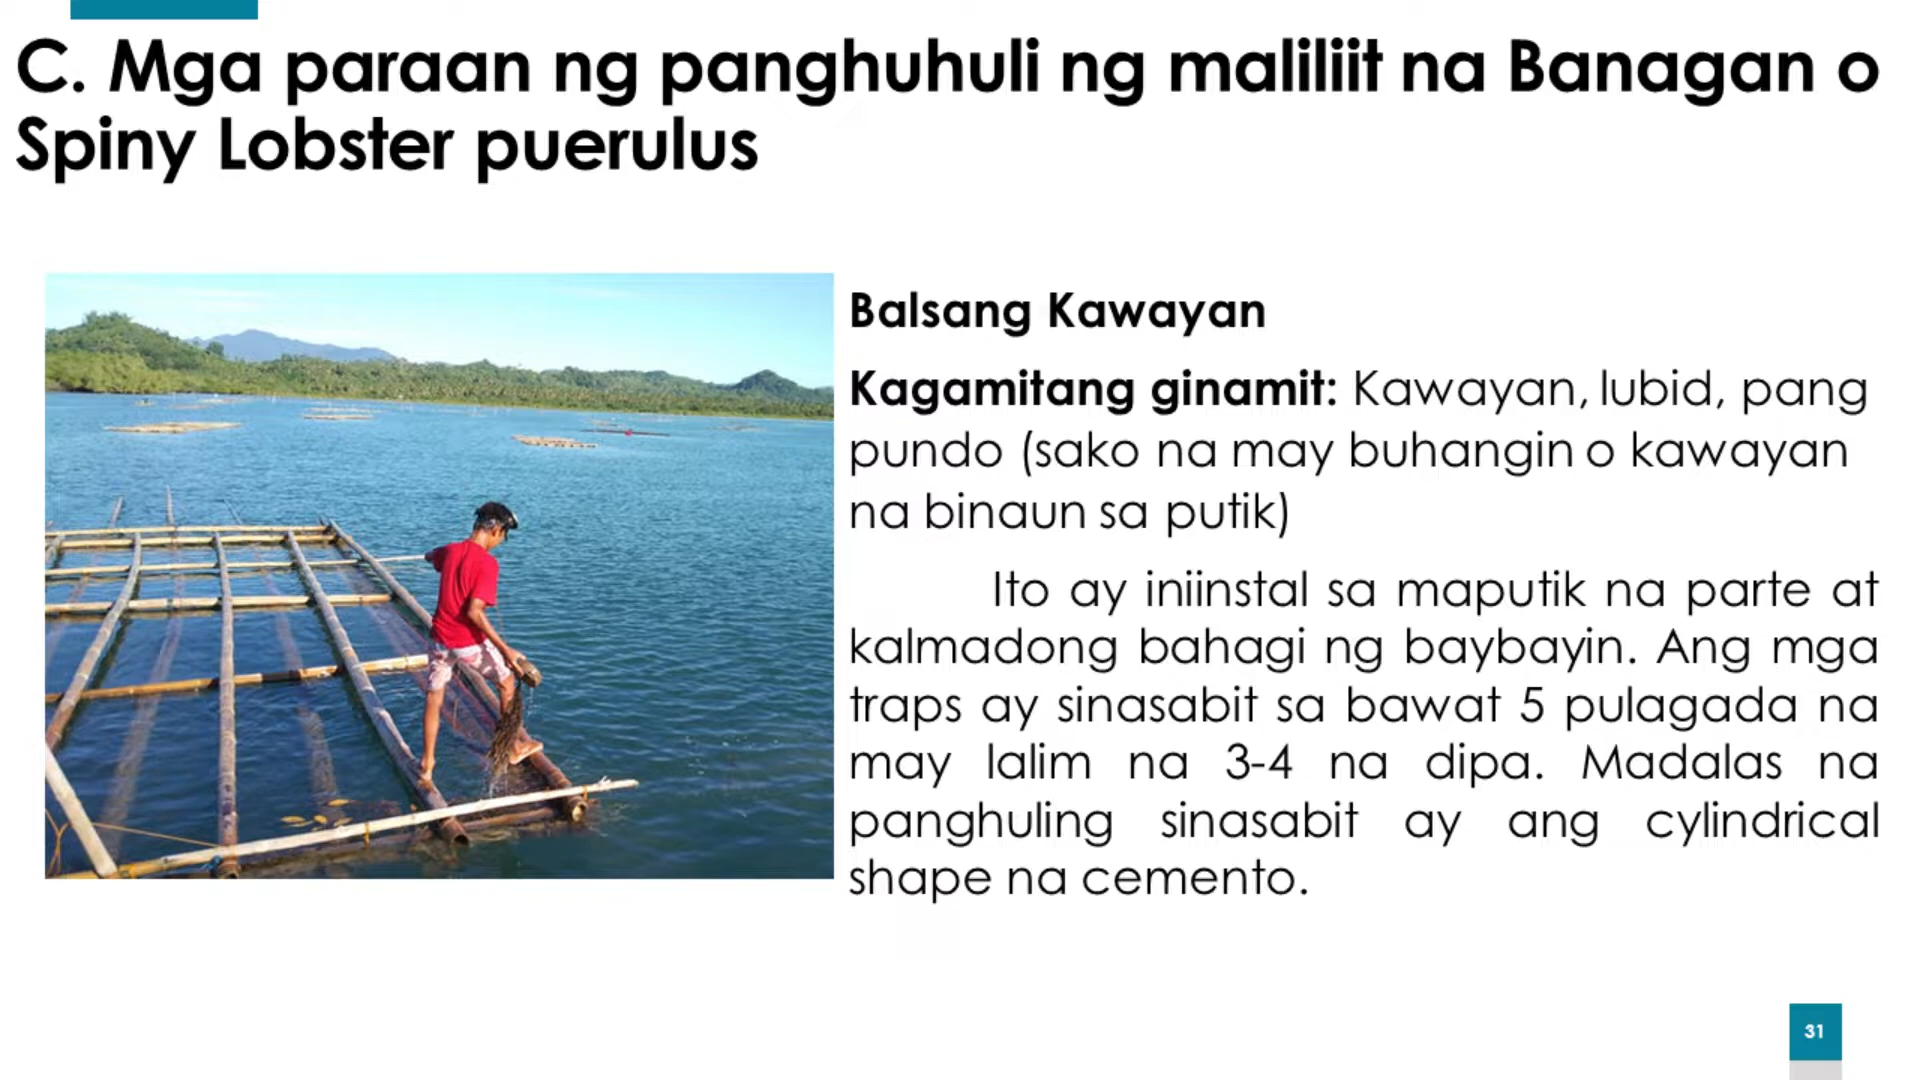 C. Mga paraan ng panghuhuli ng maliliit na Banagan o
Spiny Lobster puerulus
Balsang Kawayan
Kagamitang ginamit: Kawayan, lubid, pang
pundo (sako na may buhangin o kawayan
na binaun sa putik)
Ito ay iniinstal sa maputik na parte at
kalmadong bahagi ng baybayin. Ang mga
traps ay sinasabit sa bawat 5 pulagada na
may lalim na 3-4 na dipa. Madalas na
panghuling sinasabit ay ang cylindrical
shape na cemento.
31